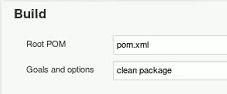 Build
Root POM pom.xml
Goals and options clean package